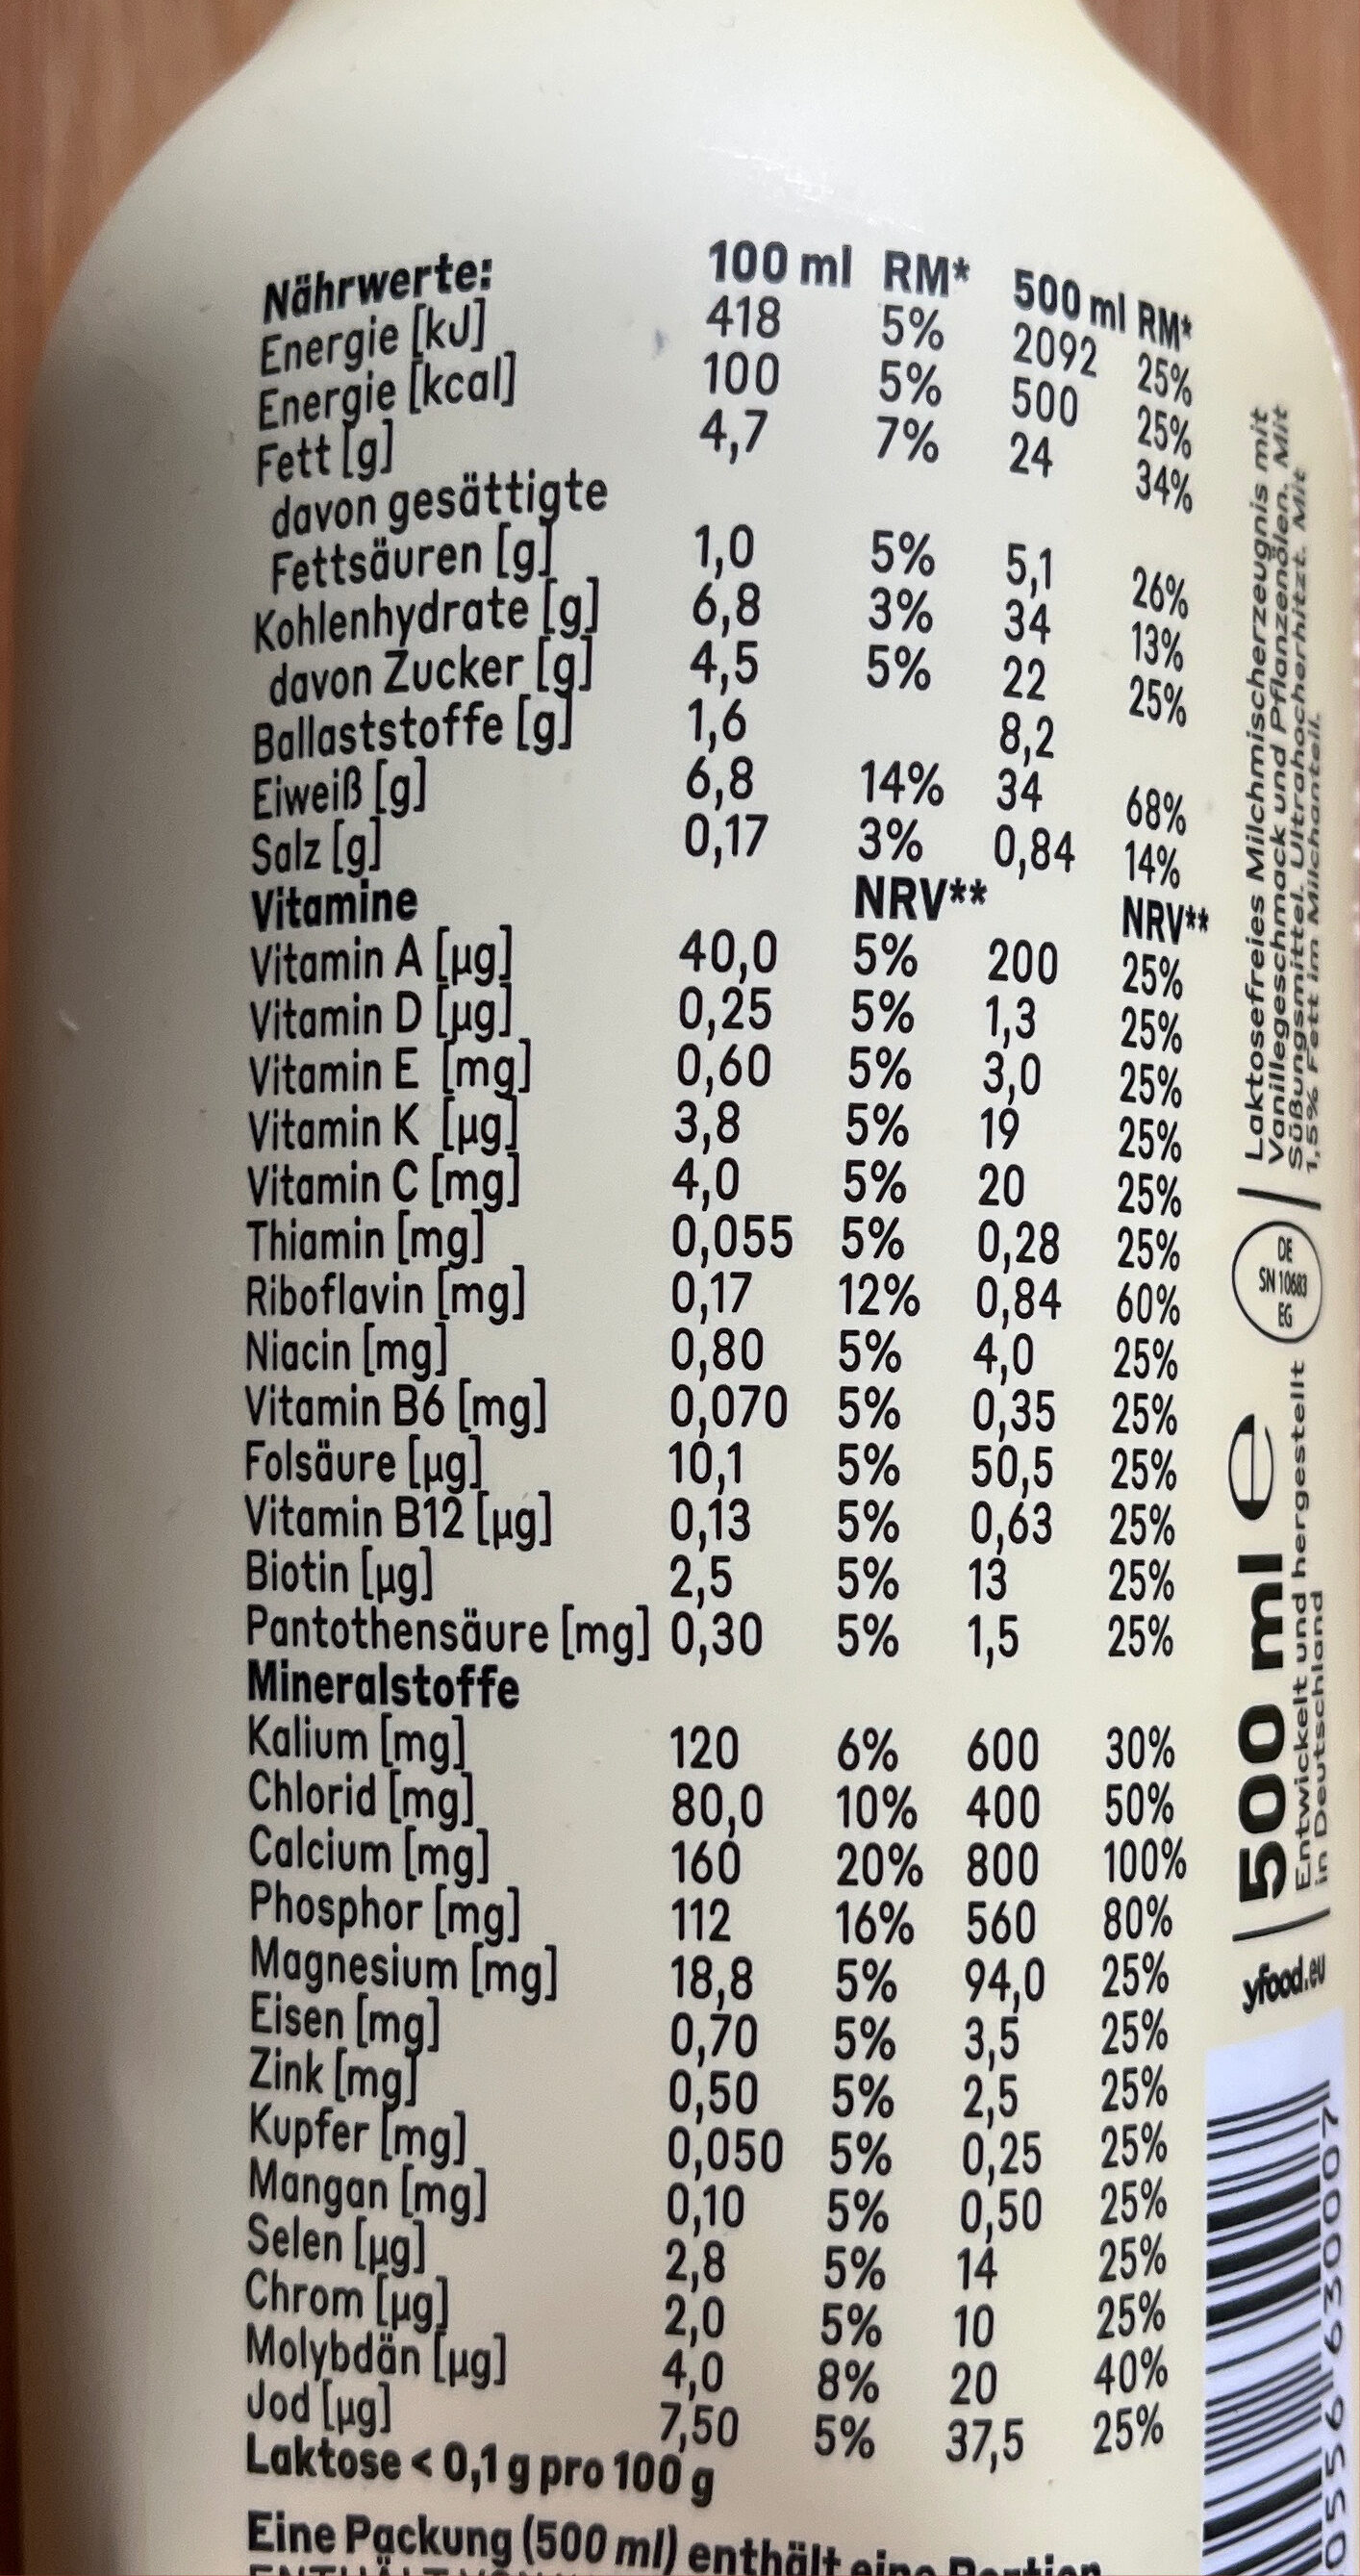 Nährwerte: 100 ml RM* 500 ml RM*
Energie [kJ] 418 5% 2092 25%
Energie [kcal] 100 5% 500 25%
Fett [g] 4,7 7% 24 34%
davon gesättigte
Fettsäuren [g] 1,0 5% 5,1 26%
Kohlenhydrate [g] 6,8 3% 34 13%
davon Zucker [g] 4,5 5% 22 25%
Ballaststoffe [g] 1,6 8,2
Eiweiß [g] 6,8 14% 34 68%
Salz [g] 0,17 3% 0,84 14%
Vitamine NRV** NRV**
Vitamin A [µg] 40,0 5% 200 25%
Vitamin D [µg] 0,25 5% 1,3 25%
Vitamin E [mg] 0,60 5% 3,0 25%
Vitamin K [µg] 3,8 5% 19 25%
Vitamin C [mg] 4,0 5% 20 25%
Thiamin [mg] 0,055 5% 0,28 25%
Riboflavin [mg] 0,17 12% 0,84 60%
Niacin [mg] 0,80 5% 4,0 25%
Vitamin B6 [mg] 0,070 5% 0,35 25%
Folsäure [µg] 10,1 5% 50,5 25%
Vitamin B12 [µg] 0,13 5% 0,63 25%
Biotin [µg] 2,5 5% 13 25%
Pantothensäure [mg] 0,30 5% 1,5 25%
Mineralstoffe
Kalium [mg] 120 6% 600 30%
Chlorid [mg] 80,0 10% 400 50%
Calcium [mg] 160 20% 800 100%
Phosphor [mg] 112 16% 560 80%
Magnesium [mg] 18,8 5% 94,0 25%
Eisen [mg] 0,70 5% 3,5 25%
Zink [mg] 0,50 5% 2,5 25%
Kupfer [mg] 0,050 5% 0,25 25%
Mangan [mg] 0,10 5% 0,50 25%
Selen [µg] 2,8 5% 14 25%
Chrom [µg] 2,0 5% 10 25%
Molybdän [µg] 4,0 8% 20 40%
Jod [µg] 7,50 5% 37,5 25%
Laktose < 0,1 g pro 100 g
Eine Packung (500 ml) enthält eine Portion
yfood.eu
500 ml e
Entwickelt und hergestellt
in Deutschland
DE
SN 10683
EG
Laktosefreies Milchmischerzeugnis mit
Vanillegeschmack und Pflanzenölen. Mit
Süßungsmittel. Ultrahocherhitzt. Mit
1,5% Fett im Milchanteil.